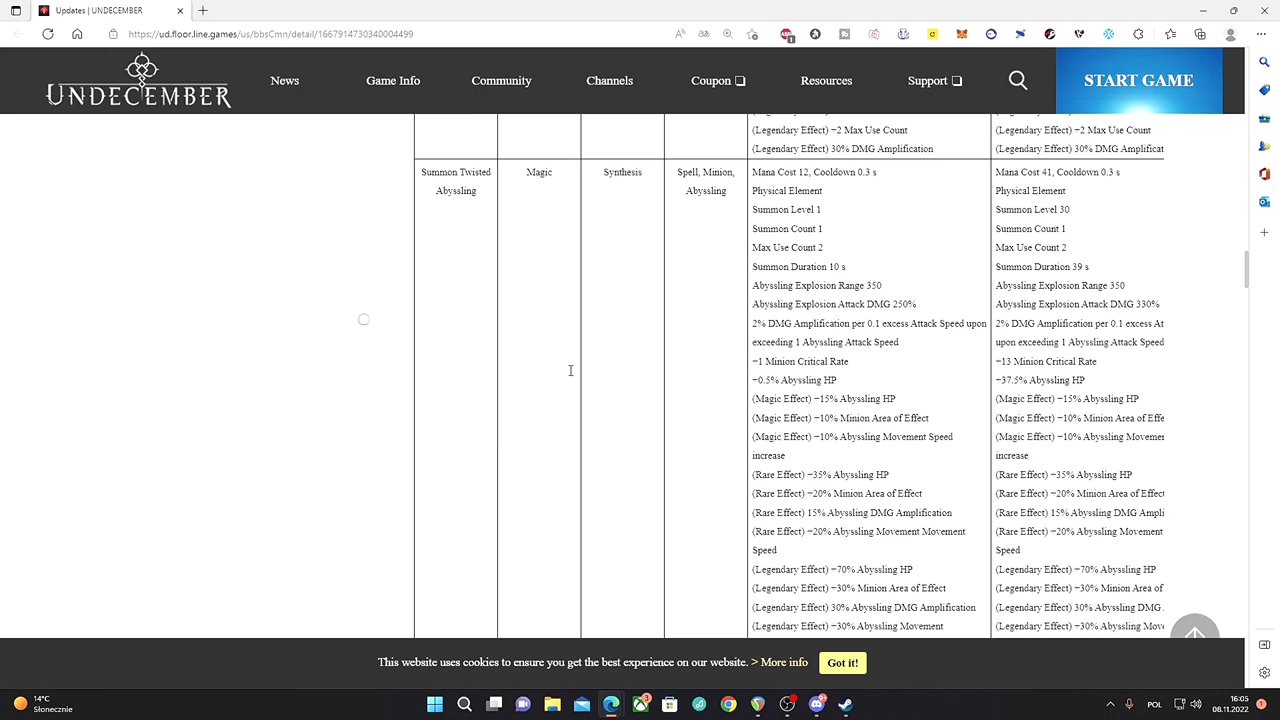 Updates | UNDECEMBER
https://ud.floor.line.games/us/bbsCmn/detail/1667914730340004499
UNDECEMBER
News
Game Info
Community
Channels
Coupon
Resources
Support
START GAME
(Legendary Effect) +2 Max Use Count
(Legendary Effect) 30% DMG Amplification
(Legendary Effect) +2 Max Use Count
(Legendary Effect) 30% DMG Amplificat
Summon Twisted
Abyssling
Magic
Synthesis
Spell, Minion,
Abyssling
Mana Cost 12, Cooldown 0.3 s
Physical Element
Summon Level 1
Summon Count 1
Max Use Count 2
Summon Duration 10 s
Abyssling Explosion Range 350
Abyssling Explosion Attack DMG 250%
2% DMG Amplification per 0.1 excess Attack Speed upon
exceeding 1 Abyssling Attack Speed
+1 Minion Critical Rate
+0.5% Abyssling HP
(Magic Effect) +15% Abyssling HP
(Magic Effect) +10% Minion Area of Effect
(Magic Effect) +10% Abyssling Movement Speed
increase
(Rare Effect) +35% Abyssling HP
(Rare Effect) +20% Minion Area of Effect
(Rare Effect) 15% Abyssling DMG Amplification
(Rare Effect) +20% Abyssling Movement Movement
Speed
(Legendary Effect) +70% Abyssling HP
(Legendary Effect) +30% Minion Area of Effect
(Legendary Effect) 30% Abyssling DMG Amplification
(Legendary Effect) +30% Abyssling Movement
Mana Cost 41, Cooldown 0.3 s
Physical Element
Summon Level 30
Summon Count 1
Max Use Count 2
Summon Duration 39 s
Abyssling Explosion Range 350
Abyssling Explosion Attack DMG 330%
2% DMG Amplification per 0.1 excess At
upon exceeding 1 Abyssling Attack Speed
+13 Minion Critical Rate
+37.5% Abyssling HP
(Magic Effect) +15% Abyssling HP
(Magic Effect) +10% Minion Area of Effe
(Magic Effect) +10% Abyssling Movemen
increase
(Rare Effect) +35% Abyssling HP
(Rare Effect) +20% Minion Area of Effect
(Rare Effect) 15% Abyssling DMG Ampli
(Rare Effect) +20% Abyssling Movement
Speed
(Legendary Effect) +70% Abyssling HP
(Legendary Effect) +30% Minion Area of
(Legendary Effect) 30% Abyssling DMG
(Legendary Effect) +30% Abyssling Move
This website uses cookies to ensure you get the best experience on our website. > More info
Got it!
14°C
Słonecznie
POL
16:05
08.11.2022